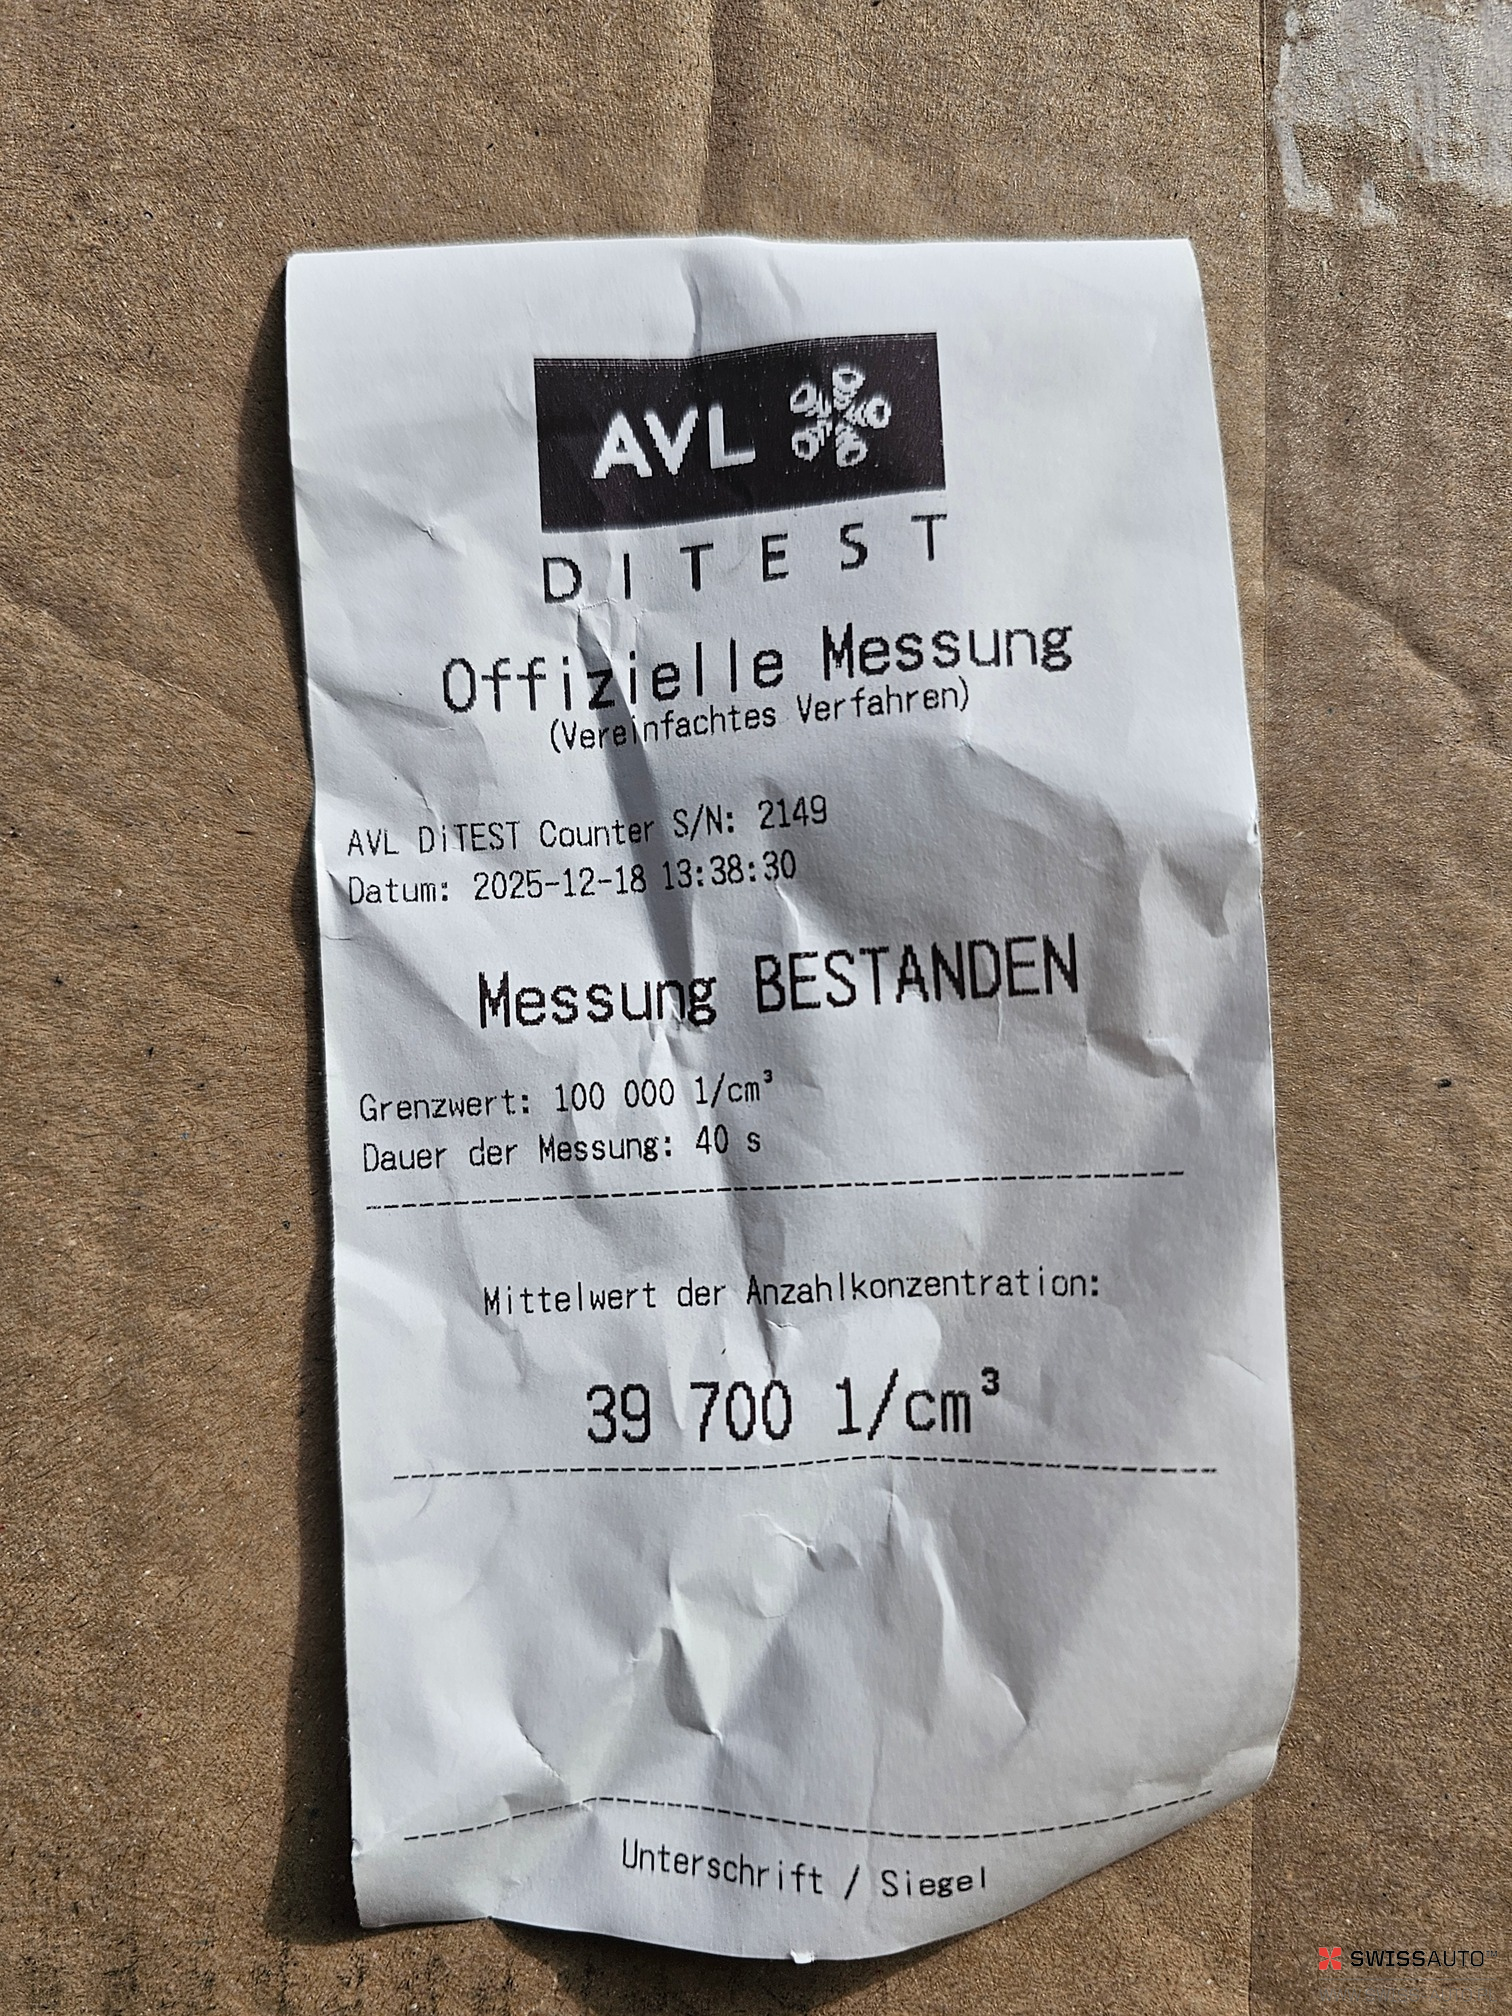 AVL
DITEST
Offizielle Messung
(Vereinfachtes Verfahren)
AVL DiTEST Counter S/N: 2149
Datum: 2025-12-18 13:38:30
Messung BESTANDEN
Grenzwert: 100 000 1/cm³
Dauer der Messung: 40 s
Mittelwert der Anzahlkonzentration:
39 700 1/cm³
Unterschrift / Siegel
SWISSAUTO™